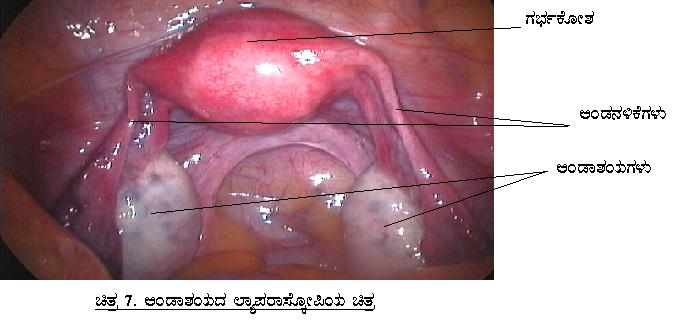 ಗರ್ಭಕೋಶ
ಅಂಡನಳಿಕೆಗಳು
ಅಂಡಾಶಯಗಳು
ಚಿತ್ರ 7. ಅಂಡಾಶಯದ ಲ್ಯಾಪರಾಸ್ಕೋಪಿಯ ಚಿತ್ರ